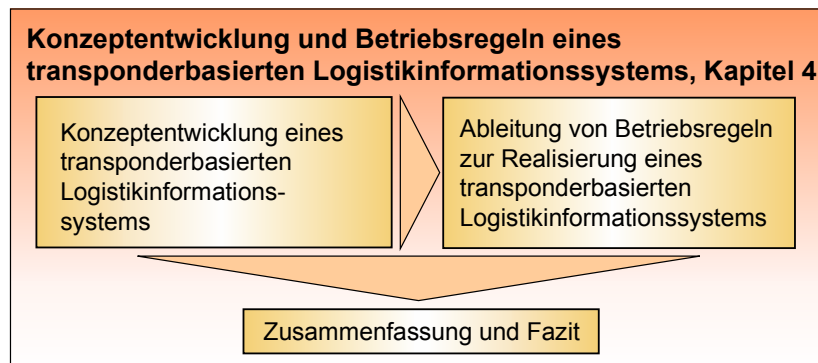 Konzeptentwicklung und Betriebsregeln eines
transponderbasierten Logistikinformationssystems, Kapitel 4
Konzeptentwicklung eines
transponderbasierten
Logistikinformations-
systems
Ableitung von Betriebsregeln
zur Realisierung eines
transponderbasierten
Logistikinformationssystems
Zusammenfassung und Fazit